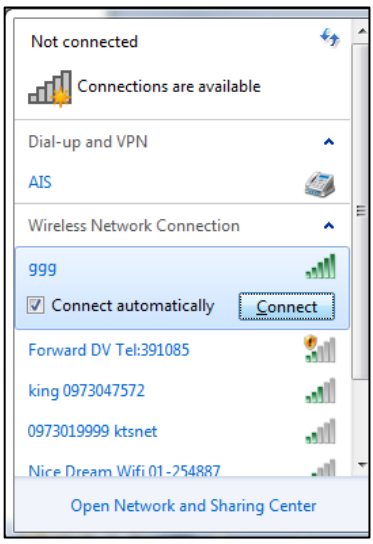 Not connected
Connections are available
Dial-up and VPN
AIS
Wireless Network Connection
ggg
Connect automatically
Connect
Forward DV Tel:391085
king 0973047572
0973019999 ktsnet
Nice Dream Wifi 01-254887
Open Network and Sharing Center